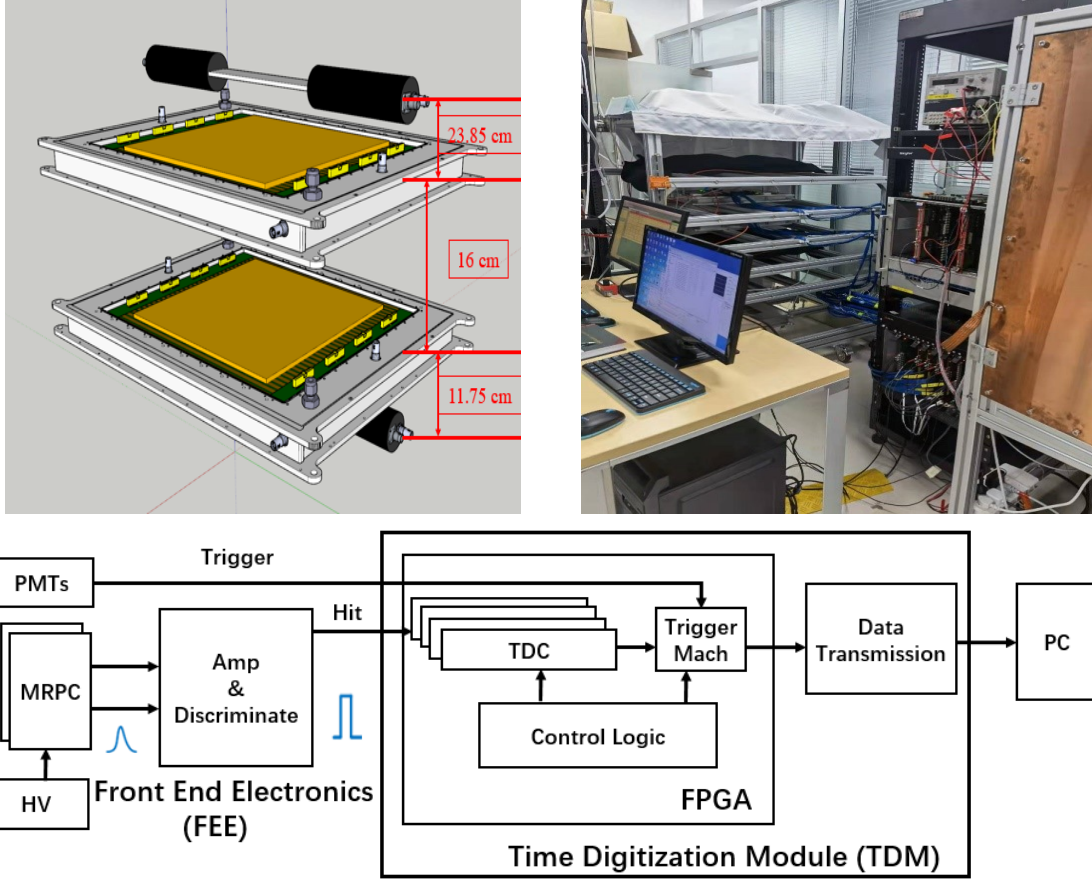 23.85 cm
16 cm
11.75 cm
PMTs
Trigger
Hit
MRPC
HV
Amp
&
Discriminate
Front End Electronics
(FEE)
TDC
Trigger
Mach
Control Logic
FPGA
Data
Transmission
Time Digitization Module (TDM)
PC